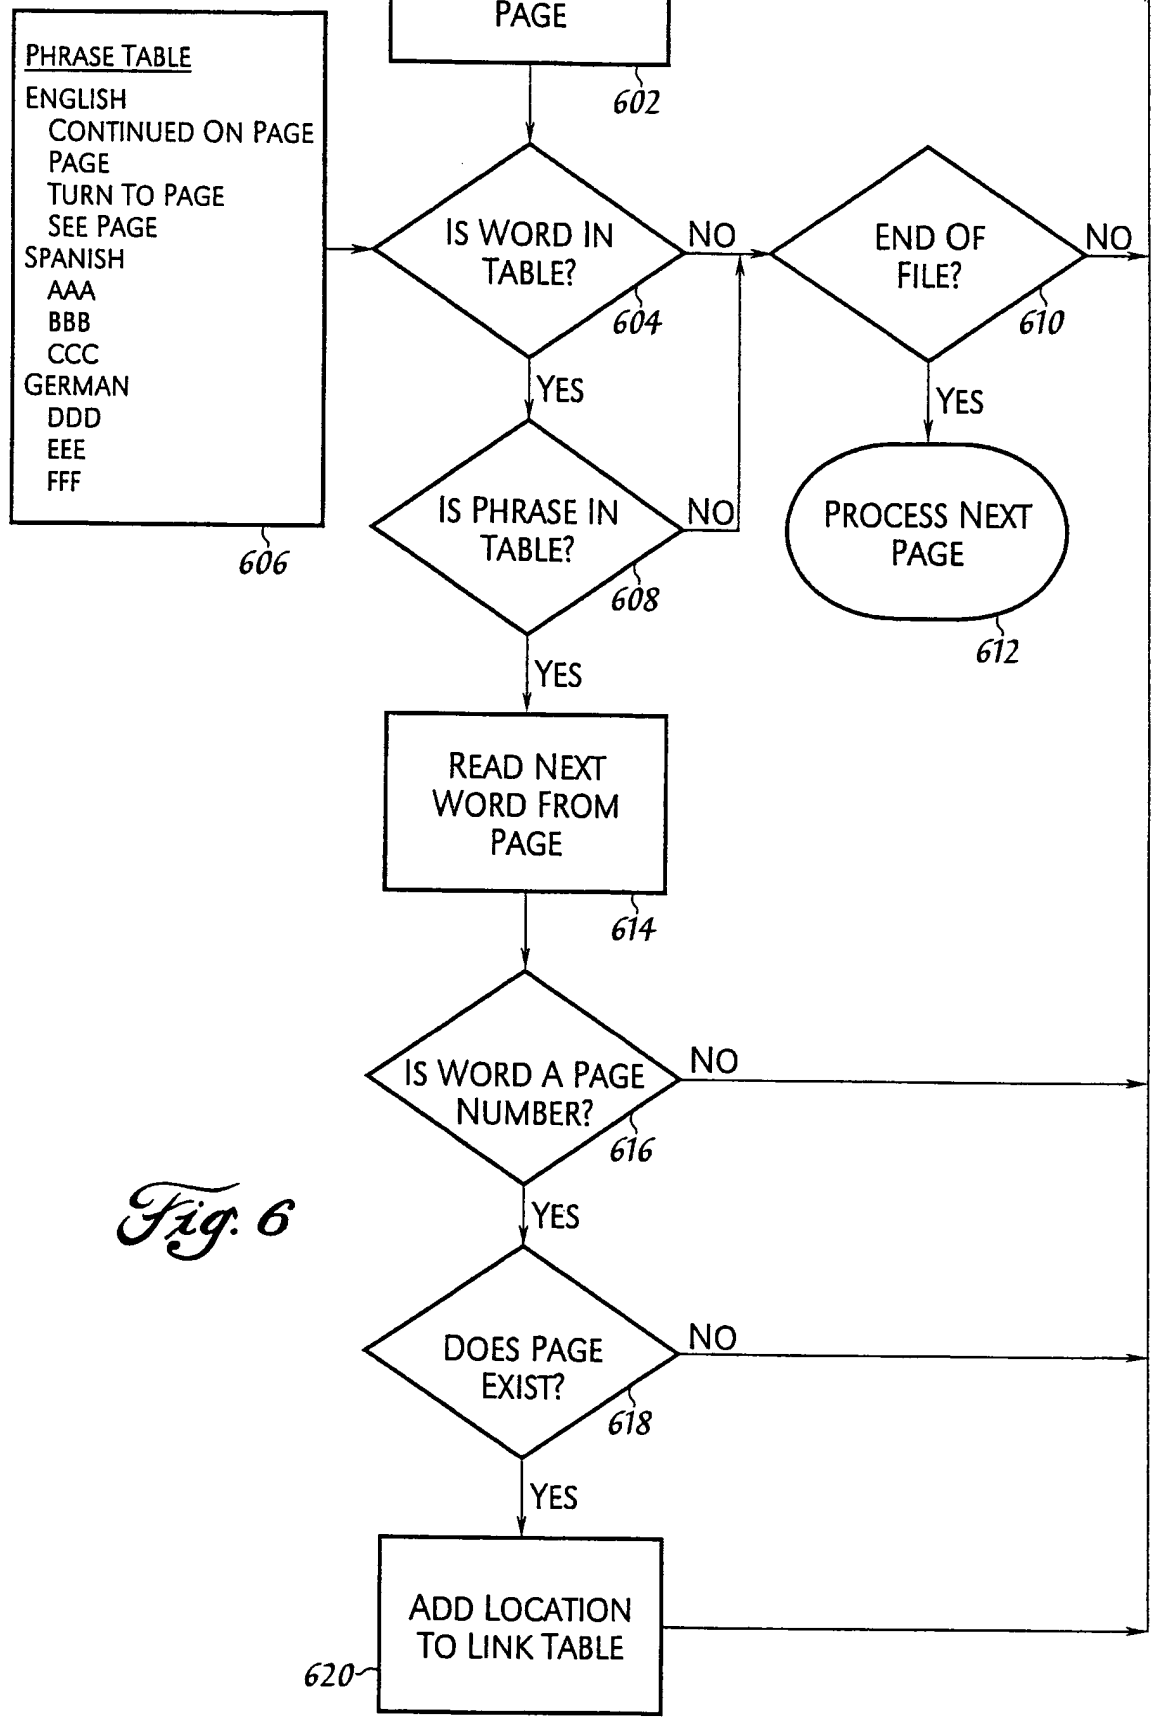 PAGE
602
PHRASE TABLE
ENGLISH
CONTINUED ON PAGE
PAGE
TURN TO PAGE
SEE PAGE
SPANISH
AAA
BBB
CCC
GERMAN
DDD
EEE
FFF
606
IS WORD IN
TABLE?
604
NO
YES
END OF
FILE?
610
NO
YES
IS PHRASE IN
TABLE?
608
NO
YES
PROCESS NEXT
PAGE
612
READ NEXT
WORD FROM
PAGE
614
IS WORD A PAGE
NUMBER?
616
NO
YES
Fig. 6
DOES PAGE
EXIST?
618
NO
YES
ADD LOCATION
TO LINK TABLE
620